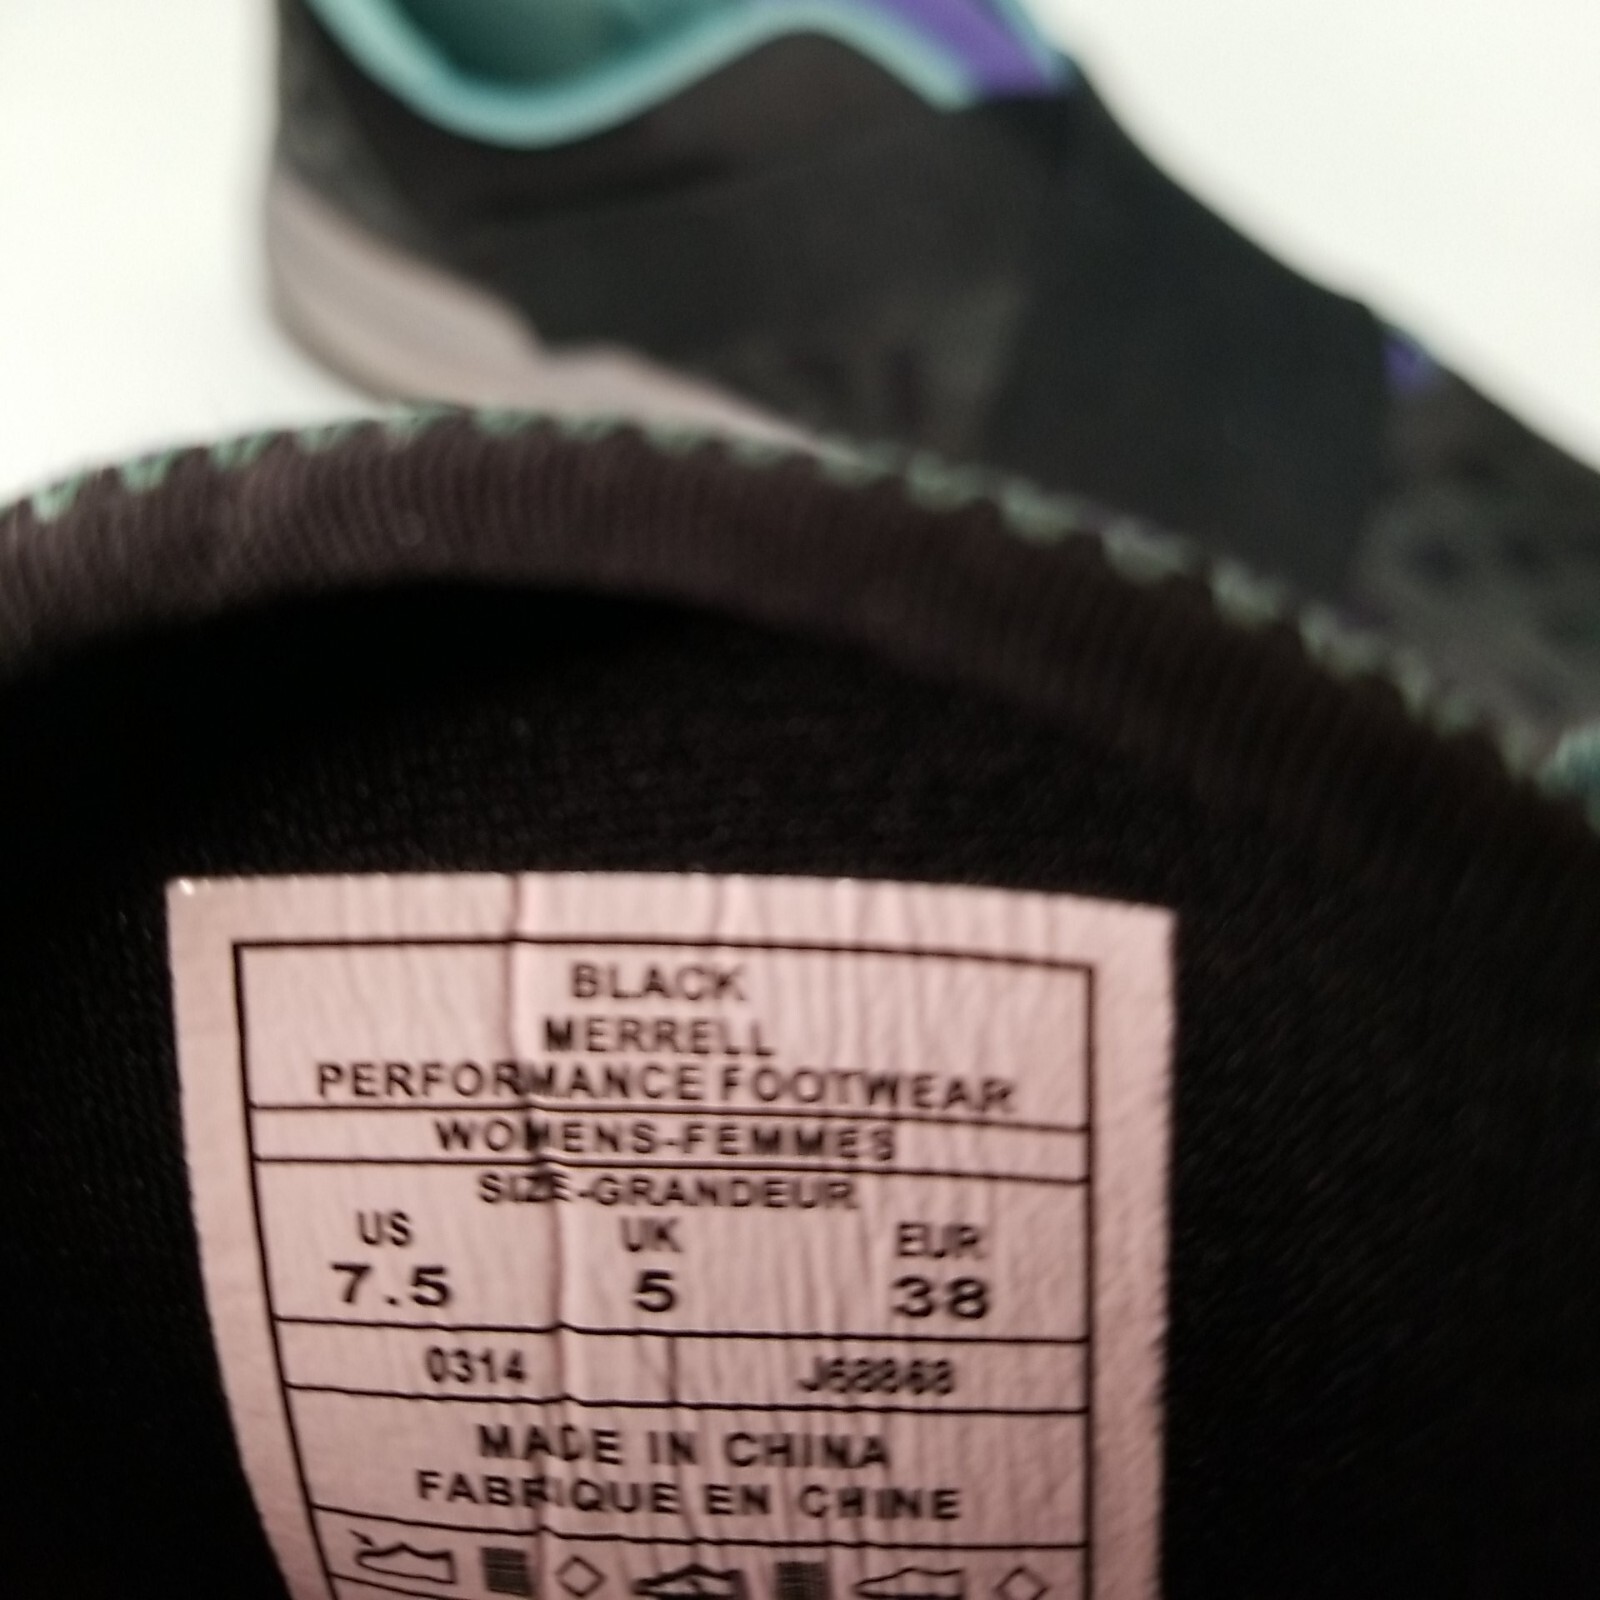 BLACK
MERRELL
PERFORMANCE FOOTWEAR
WOMENS-FEMMES
SIZE-GRANDEUR
US UK EUR
7.5 5 38
0314 J68868
MADE IN CHINA
FABRIQUE EN CHINE